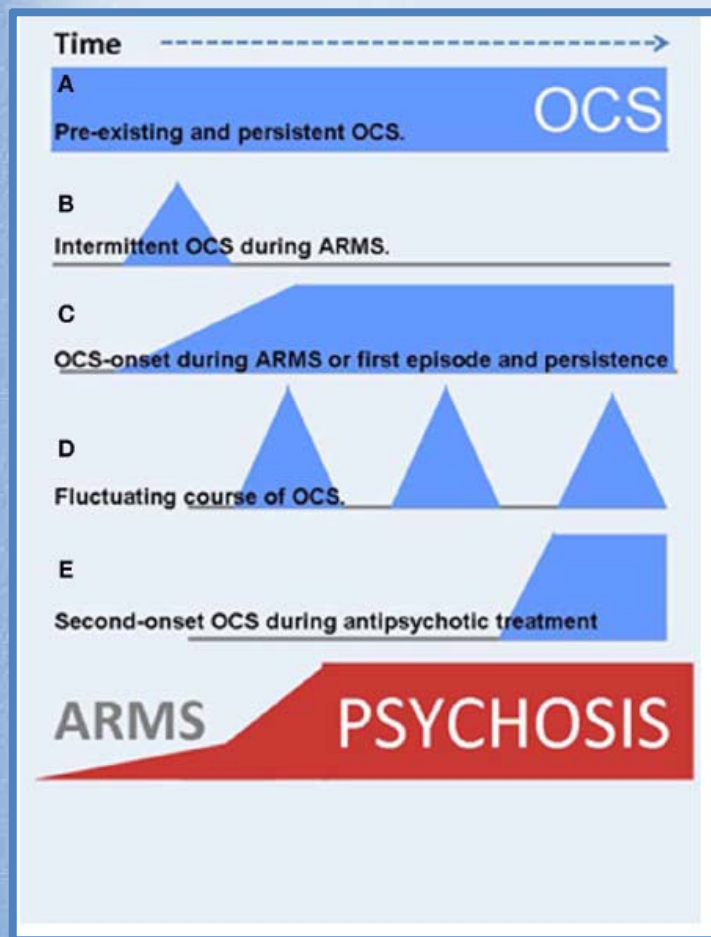 Time
A
OCS
Pre-existing and persistent OCS.
B
Intermittent OCS during ARMS.
C
OCS-onset during ARMS or first episode and persistence
D
Fluctuating course of OCS.
E
Second-onset OCS during antipsychotic treatment
ARMS PSYCHOSIS